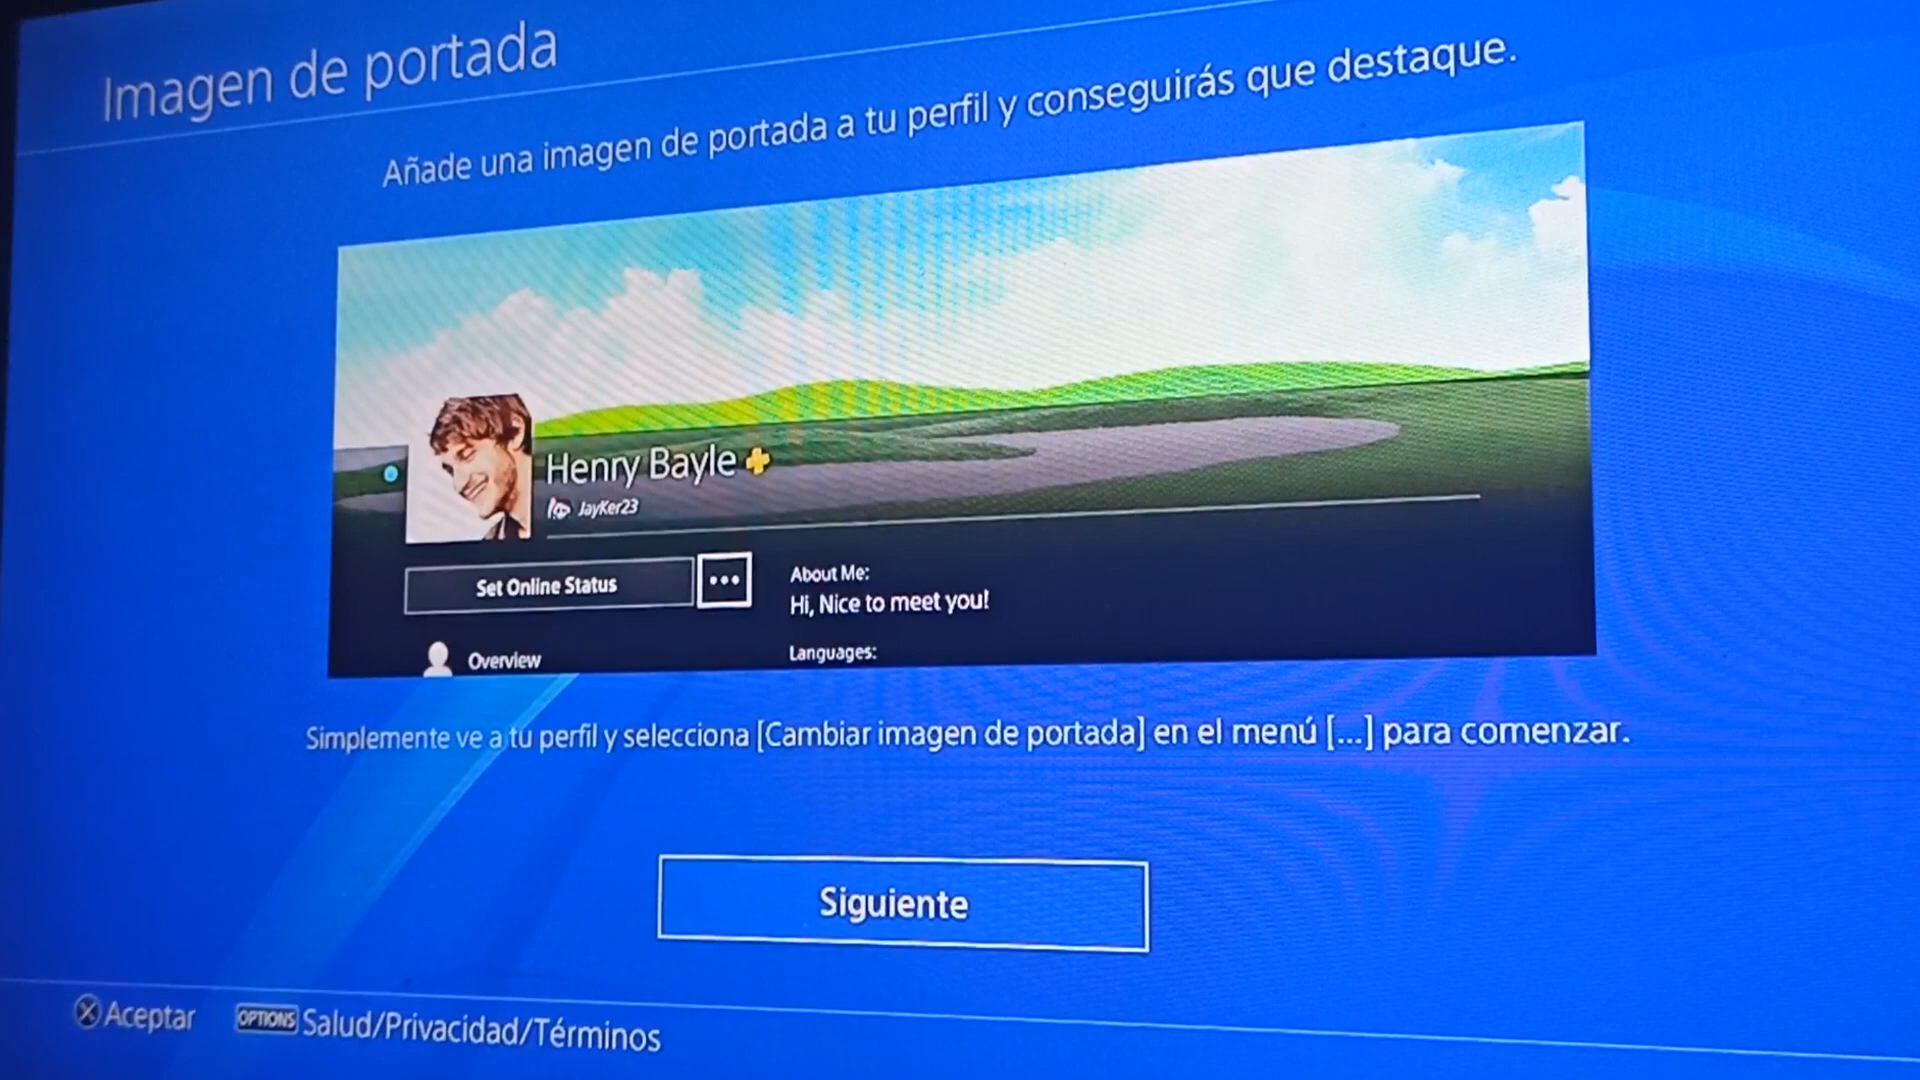 Imagen de portada
Añade una imagen de portada a tu perfil y conseguirás que destaque.
Henry Bayle
JayKer23
Set Online Status
•••
About Me:
Hi, Nice to meet you!
Overview
Languages:
Simplemente ve a tu perfil y selecciona [Cambiar imagen de portada] en el menú [...] para comenzar.
Siguiente
Aceptar OPTIONS Salud/Privacidad/Términos